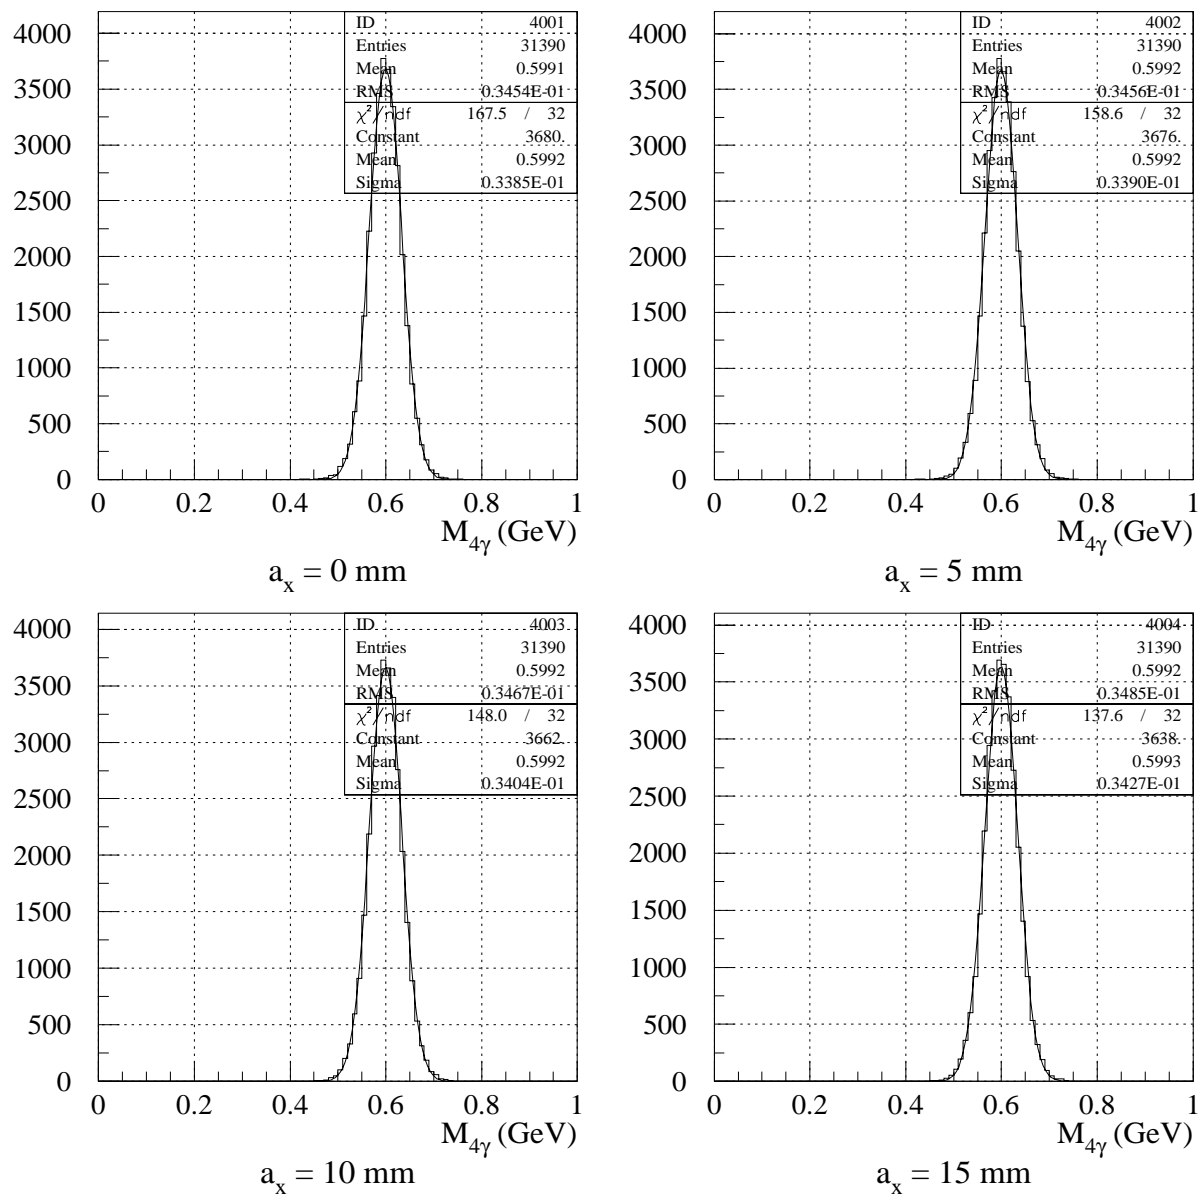 ID 4001
Entries 31390
Mean 0.5991
RMS 0.3454E-01
χ²/ndf 167.5 / 32
Constant 3680.
Mean 0.5992
Sigma 0.3385E-01
4000
3500
3000
2500
2000
1500
1000
500
0
0 0.2 0.4 0.6 0.8 1
M4γ (GeV)
ax = 0 mm
ID 4002
Entries 31390
Mean 0.5992
RMS 0.3456E-01
χ²/ndf 158.6 / 32
Constant 3676.
Mean 0.5992
Sigma 0.3390E-01
4000
3500
3000
2500
2000
1500
1000
500
0
0 0.2 0.4 0.6 0.8 1
M4γ (GeV)
ax = 5 mm
ID 4003
Entries 31390
Mean 0.5992
RMS 0.3467E-01
χ²/ndf 148.0 / 32
Constant 3662.
Mean 0.5992
Sigma 0.3404E-01
4000
3500
3000
2500
2000
1500
1000
500
0
0 0.2 0.4 0.6 0.8 1
M4γ (GeV)
ax = 10 mm
ID 4004
Entries 31390
Mean 0.5992
RMS 0.3485E-01
χ²/ndf 137.6 / 32
Constant 3638.
Mean 0.5993
Sigma 0.3427E-01
4000
3500
3000
2500
2000
1500
1000
500
0
0 0.2 0.4 0.6 0.8 1
M4γ (GeV)
ax = 15 mm